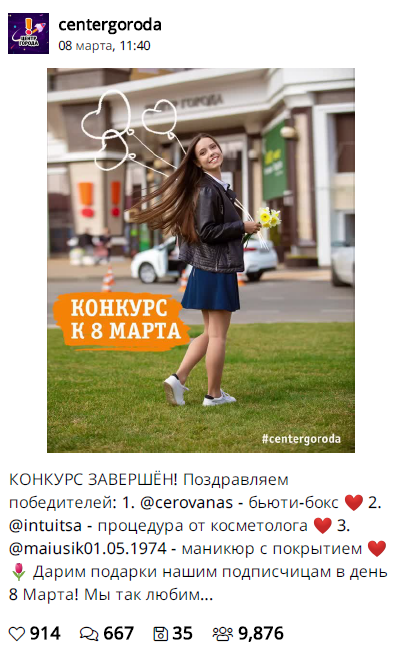 centergoroda
08 марта, 11:40
ЦЕНТР
ГОРОДА
ГОРОДА
КОНКУРС
К 8 МАРТА
#centergoroda
КОНКУРС ЗАВЕРШЁН! Поздравляем
победителей: 1. @cerovanas - бьюти-бокс ❤️ 2.
@intuitsa - процедура от косметолога ❤️ 3.
@maiusik01.05.1974 - маникюр с покрытием ❤️
🌷 Дарим подарки нашим подписчицам в день
8 Марта! Мы так любим...
914 667 35 9,876